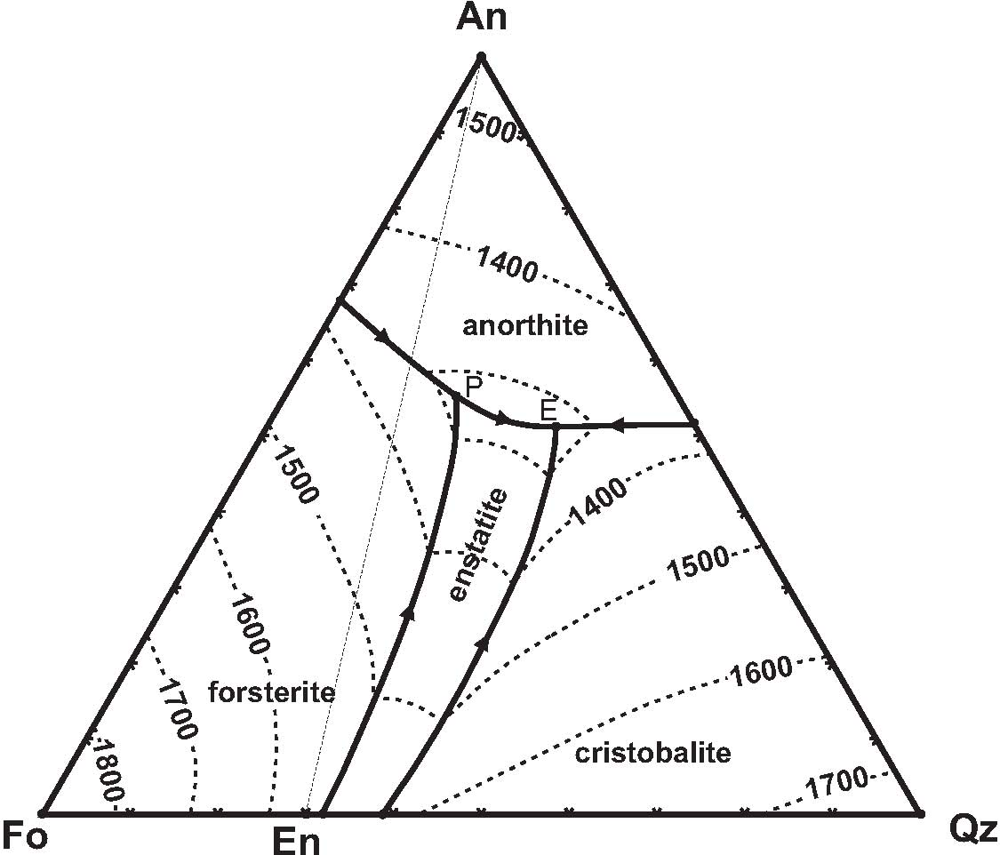 An
1500
1400
anorthite
P
E
1500
enstatite
1400
1500
1600
forsterite
1700
1600
1800
cristobalite
1700
Fo
En
Qz